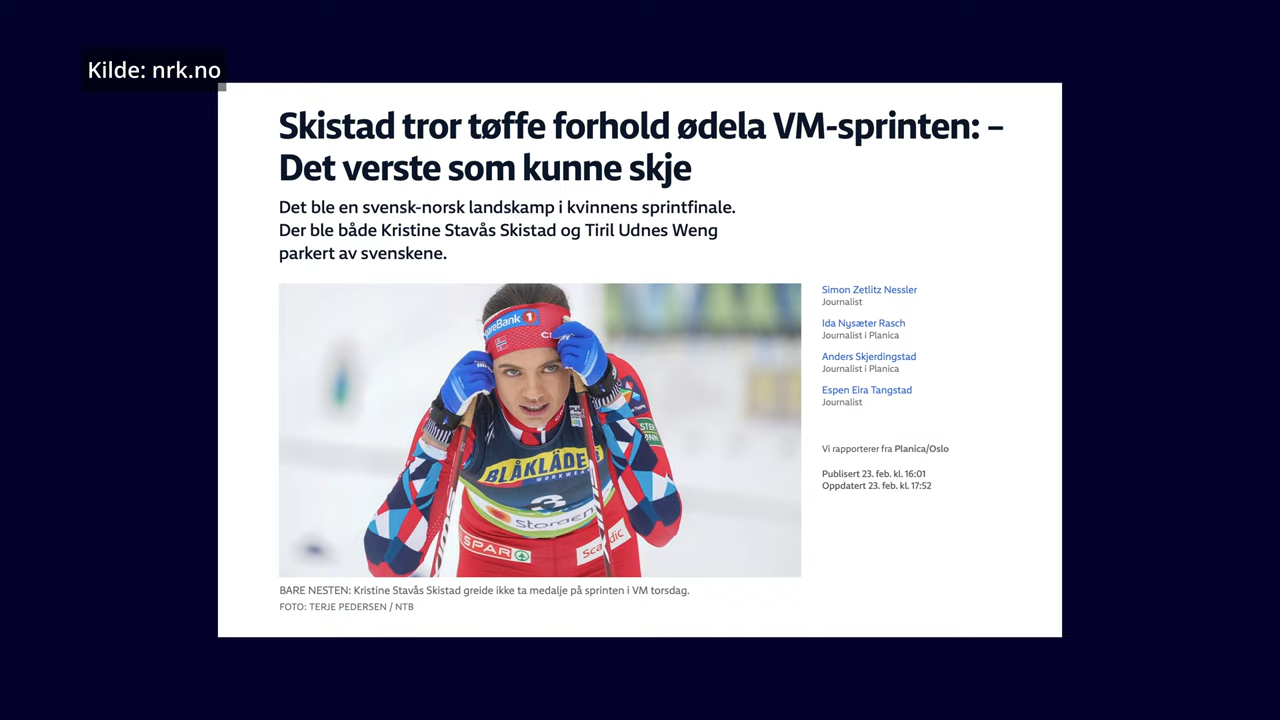 Kilde: nrk.no
Skistad tror tøffe forhold ødela VM-sprinten: –
Det verste som kunne skje
Det ble en svensk-norsk landskamp i kvinnens sprintfinale.
Der ble både Kristine Stavås Skistad og Tiril Udnes Weng
parkert av svenskene.
Simon Zetlitz Nessler
Journalist
Ida Nysæter Rasch
Journalist i Planica
Anders Skjerdingstad
Journalist i Planica
Espen Eira Tangstad
Journalist
Vi rapporterer fra Planica/Oslo
Publisert 23. feb. kl. 16:01
Oppdatert 23. feb. kl. 17:52
BLÅKLÄDE
WORKWEAR
3
SPAR
BARE NESTEN: Kristine Stavås Skistad greide ikke ta medalje på sprinten i VM torsdag.
FOTO: TERJE PEDERSEN / NTB